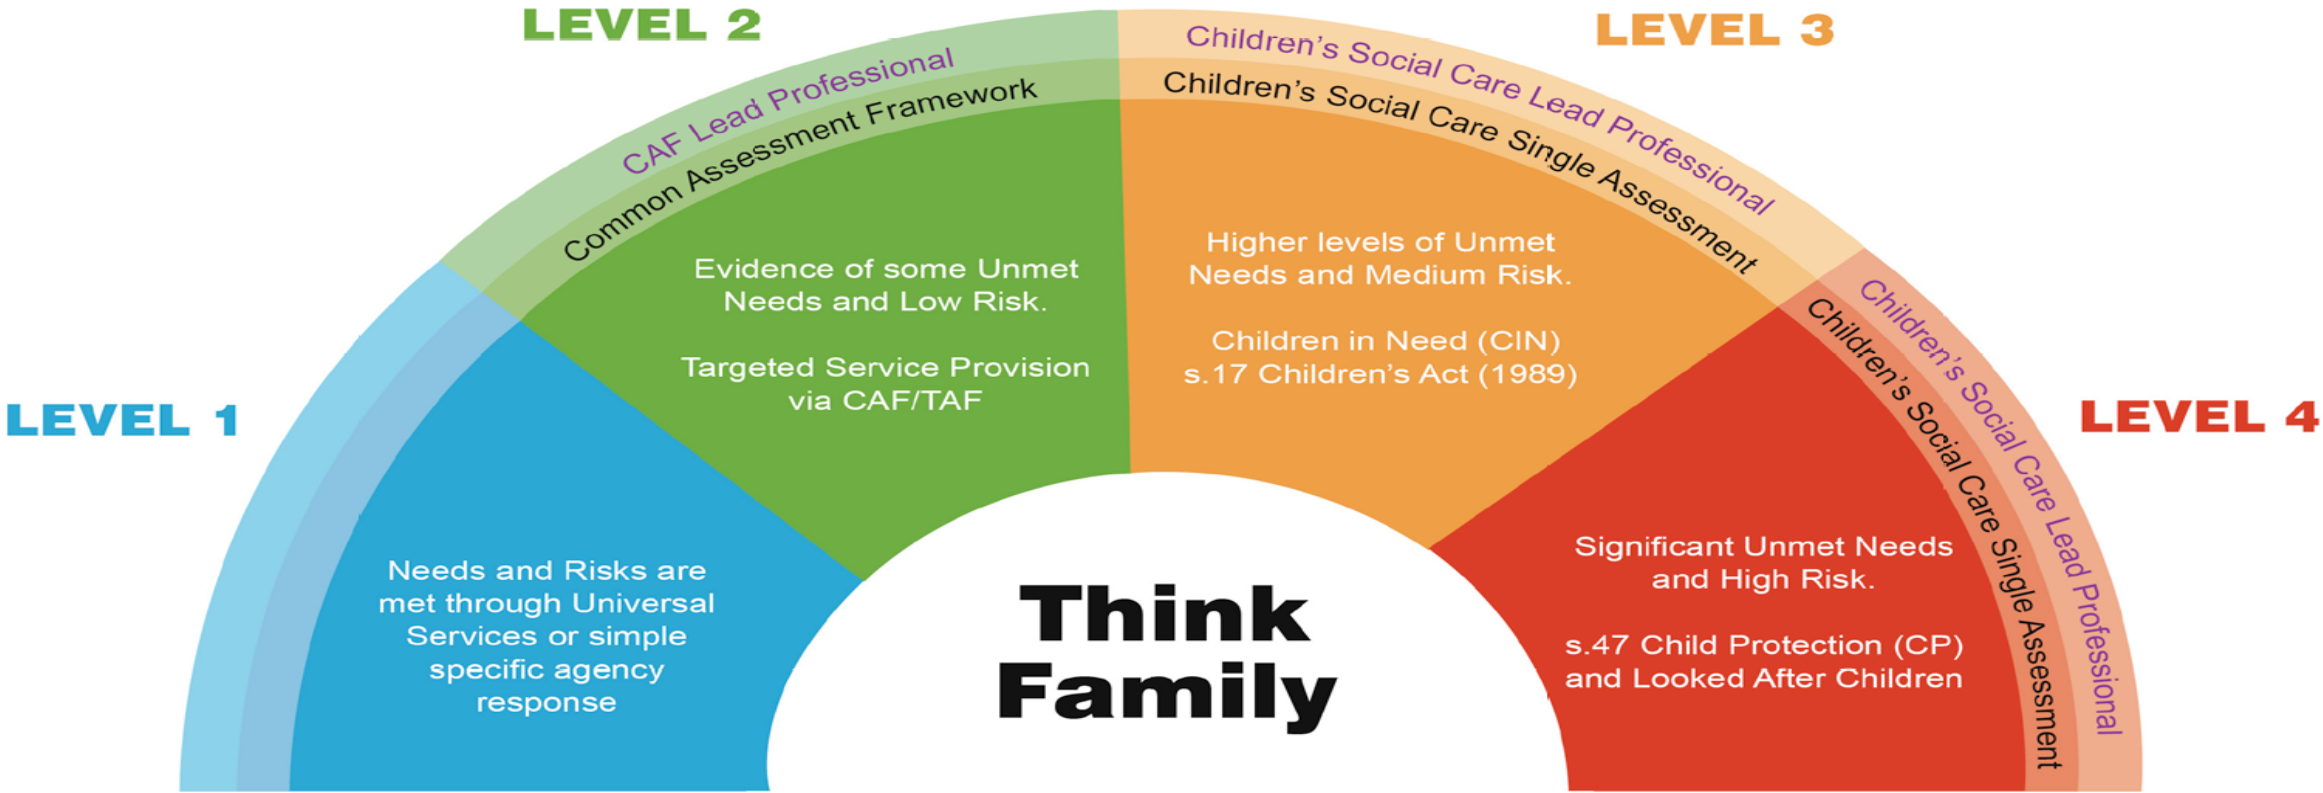 LEVEL 1
Needs and Risks are
met through Universal
Services or simple
specific agency
response
LEVEL 2
CAF Lead Professional
Common Assessment Framework
Evidence of some Unmet
Needs and Low Risk.
Targeted Service Provision
via CAF/TAF
LEVEL 3
Children's Social Care Lead Professional
Children's Social Care Single Assessment
Higher levels of Unmet
Needs and Medium Risk.
Children in Need (CIN)
s.17 Children's Act (1989)
LEVEL 4
Children's Social Care Lead Professional
Children's Social Care Single Assessment
Significant Unmet Needs
and High Risk.
s.47 Child Protection (CP)
and Looked After Children
Think
Family